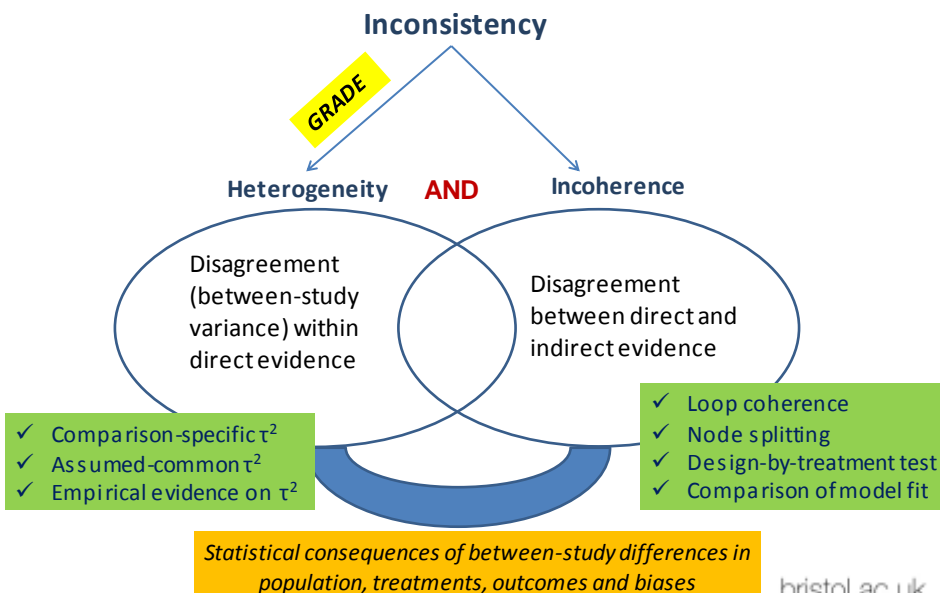 Inconsistency
GRADE
Heterogeneity
AND
Incoherence
Disagreement
(between-study
variance) within
direct evidence
Disagreement
between direct and
indirect evidence
✓ Comparison-specific τ²
✓ Assumed-common τ²
✓ Empirical evidence on τ²
✓ Loop coherence
✓ Node splitting
✓ Design-by-treatment test
✓ Comparison of model fit
Statistical consequences of between-study differences in
population, treatments, outcomes and biases
bristol.ac.uk